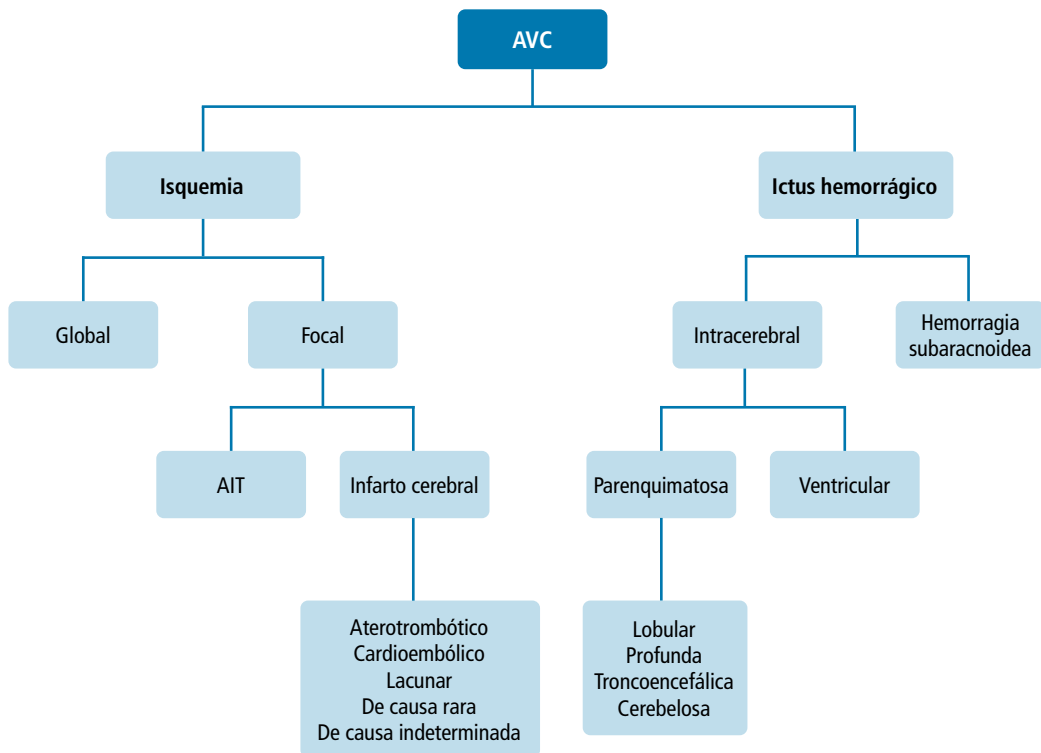 AVC
Isquemia
Ictus hemorrágico
Global
Focal
Intracerebral
Hemorragia
subaracnoidea
AIT
Infarto cerebral
Parenquimatosa
Ventricular
Aterotrombótico
Cardioembólico
Lacunar
De causa rara
De causa indeterminada
Lobular
Profunda
Troncoencefálica
Cerebelosa